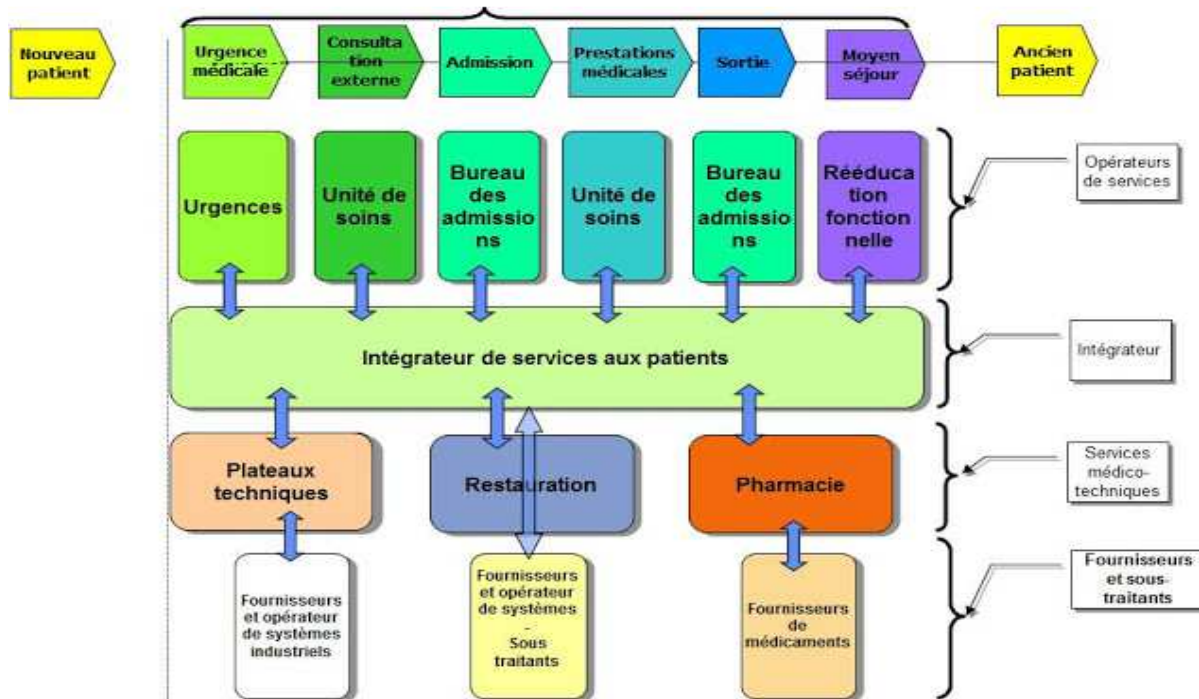 Nouveau
patient
Urgence
médicale
Consulta
tion
externe
Admission
Prestations
médicales
Sortie
Moyen
séjour
Ancien
patient
Urgences
Unité de
soins
Bureau
des
admissio
ns
Unité de
soins
Bureau
des
admissio
ns
Rééduca
tion
fonction
nelle
Opérateurs
de services
Intégrateur de services aux patients
Intégrateur
Plateaux
techniques
Restauration
Pharmacie
Services
médico-
techniques
Fournisseurs
et opérateur
de systèmes
industriels
Fournisseurs
et opérateur
de systèmes
-
Sous
traitants
Fournisseurs
de
médicaments
Fournisseurs
et sous-
traitants